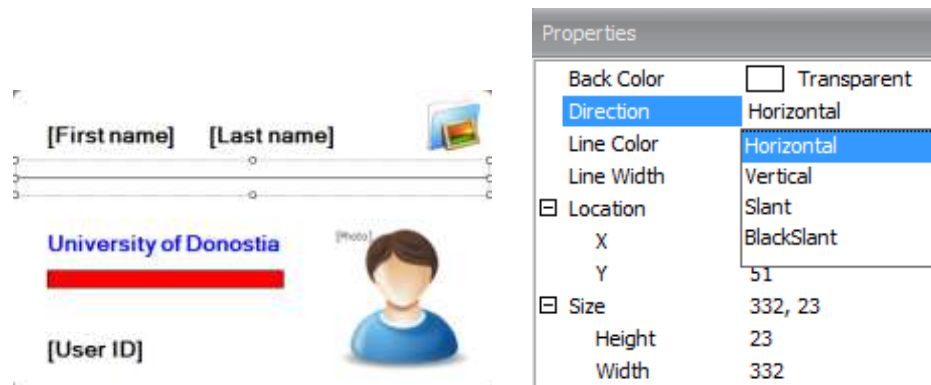 [First name] [Last name]
University of Donostia
[Photo]
[User ID]
Properties
Back Color Transparent
Direction Horizontal
Line Color Horizontal
Line Width Vertical
Location Slant
X BlackSlant
Y 51
Size 332, 23
Height 23
Width 332